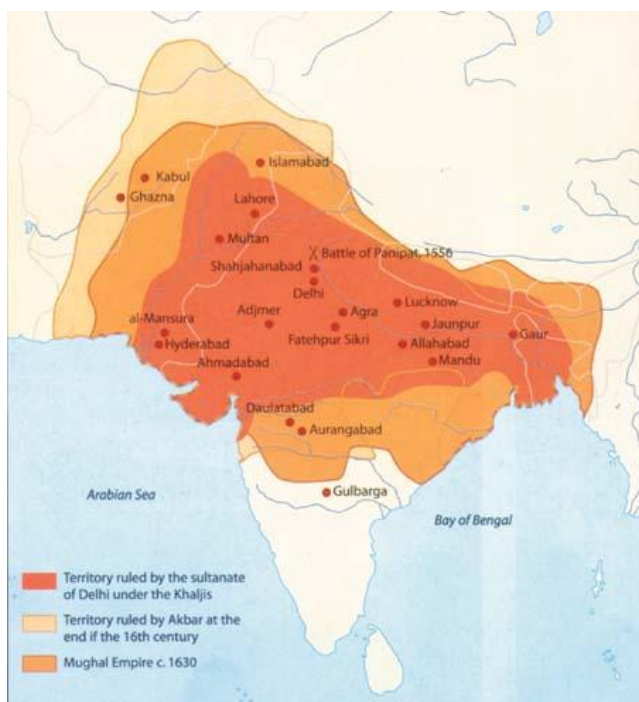 Islamabad
Kabul
Ghazna
Lahore
Multan
Battle of Panipat, 1556
Shahjahanabad
Delhi
Lucknow
al-Mansura
Adjmer
Agra
Jaunpur
Hyderabad
Fatehpur Sikri
Gaur
Allahabad
Ahmadabad
Mandu
Daulatabad
Aurangabad
Gulbarga
Arabian Sea
Bay of Bengal
Territory ruled by the sultanate
of Delhi under the Khaljis
Territory ruled by Akbar at the
end if the 16th century
Mughal Empire c. 1630